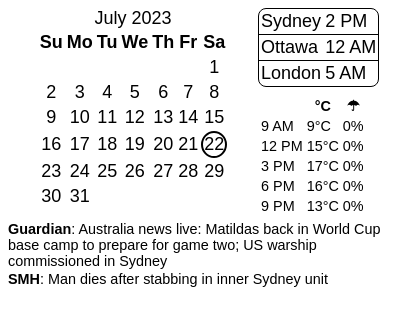 July 2023
Su Mo Tu We Th Fr Sa
1
2 3 4 5 6 7 8
9 10 11 12 13 14 15
16 17 18 19 20 21 22
23 24 25 26 27 28 29
30 31
Sydney 2 PM
Ottawa 12 AM
London 5 AM
°C ☂
9 AM 9°C 0%
12 PM 15°C 0%
3 PM 17°C 0%
6 PM 16°C 0%
9 PM 13°C 0%
Guardian: Australia news live: Matildas back in World Cup
base camp to prepare for game two; US warship
commissioned in Sydney
SMH: Man dies after stabbing in inner Sydney unit